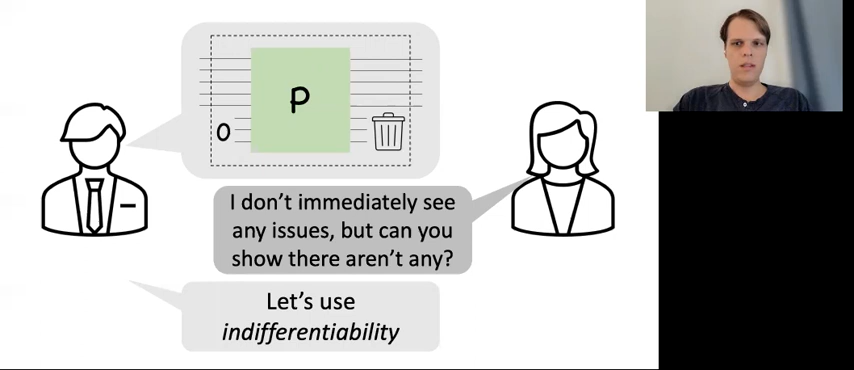 P
0
I don't immediately see
any issues, but can you
show there aren't any?
Let's use
indifferentiability